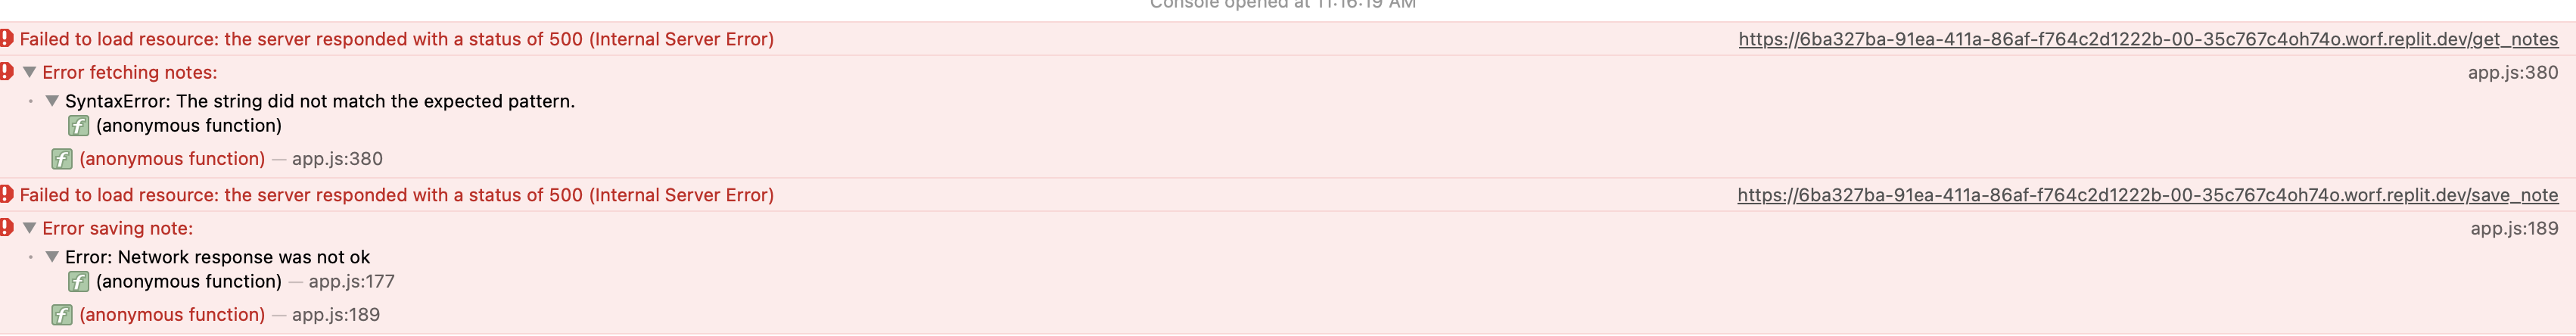 Console opened at 11:16:19 AM
Failed to load resource: the server responded with a status of 500 (Internal Server Error) https://6ba327ba-91ea-411a-86af-f764c2d1222b-00-35c767c4oh74o.worf.replit.dev/get_notes
Error fetching notes: app.js:380
SyntaxError: The string did not match the expected pattern.
f (anonymous function)
f (anonymous function) — app.js:380
Failed to load resource: the server responded with a status of 500 (Internal Server Error) https://6ba327ba-91ea-411a-86af-f764c2d1222b-00-35c767c4oh74o.worf.replit.dev/save_note
Error saving note: app.js:189
Error: Network response was not ok
f (anonymous function) — app.js:177
f (anonymous function) — app.js:189